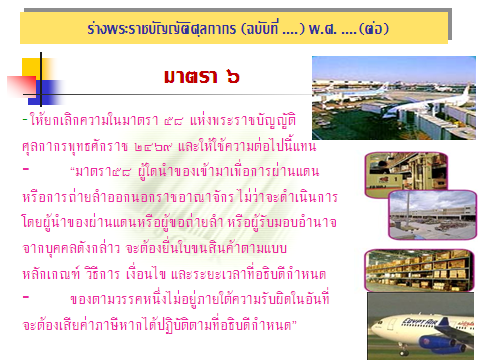 ร่างพระราชบัญญัติศุลกากร (ฉบับที่ ....) พ.ศ. ....(ต่อ)
มาตรา ๖
-ให้ยกเลิกความในมาตรา ๕๘ แห่งพระราชบัญญัติ
ศุลกากรพุทธศักราช ๒๔๖๙ และให้ใช้ความต่อไปนี้แทน
- “มาตรา๕๘ ผู้ใดนำของเข้ามาเพื่อการผ่านแดน
หรือการถ่ายลำออกนอกราชอาณาจักร ไม่ว่าจะดำเนินการ
โดยผู้นำของผ่านแดนหรือผู้ขอถ่ายลำ หรือผู้รับมอบอำนาจ
จากบุคคลดังกล่าว จะต้องยื่นใบขนสินค้าตามแบบ
หลักเกณฑ์ วิธีการ เงื่อนไข และระยะเวลาที่อธิบดีกำหนด
- ของตามวรรคหนึ่งไม่อยู่ภายใต้ความรับผิดในอันที่
จะต้องเสียค่าภาษีหากได้ปฏิบัติตามที่อธิบดีกำหนด”
EGYPT AIR